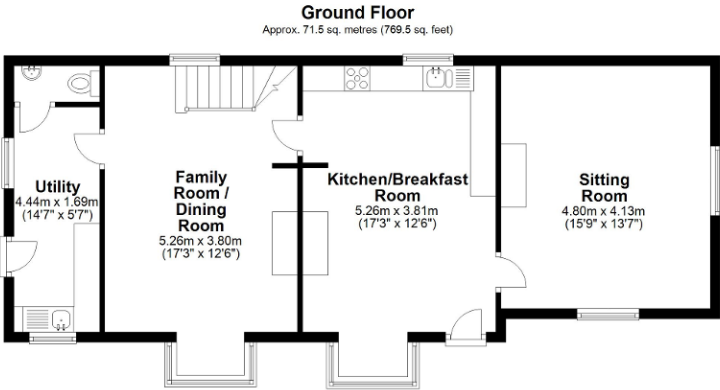 Ground Floor
Approx. 71.5 sq. metres (769.5 sq. feet)
Utility
4.44m x 1.69m
(14'7" x 5'7")
Family
Room /
Dining
Room
5.26m x 3.80m
(17'3" x 12'6")
Kitchen/Breakfast
Room
5.26m x 3.81m
(17'3" x 12'6")
Sitting
Room
4.80m x 4.13m
(15'9" x 13'7")